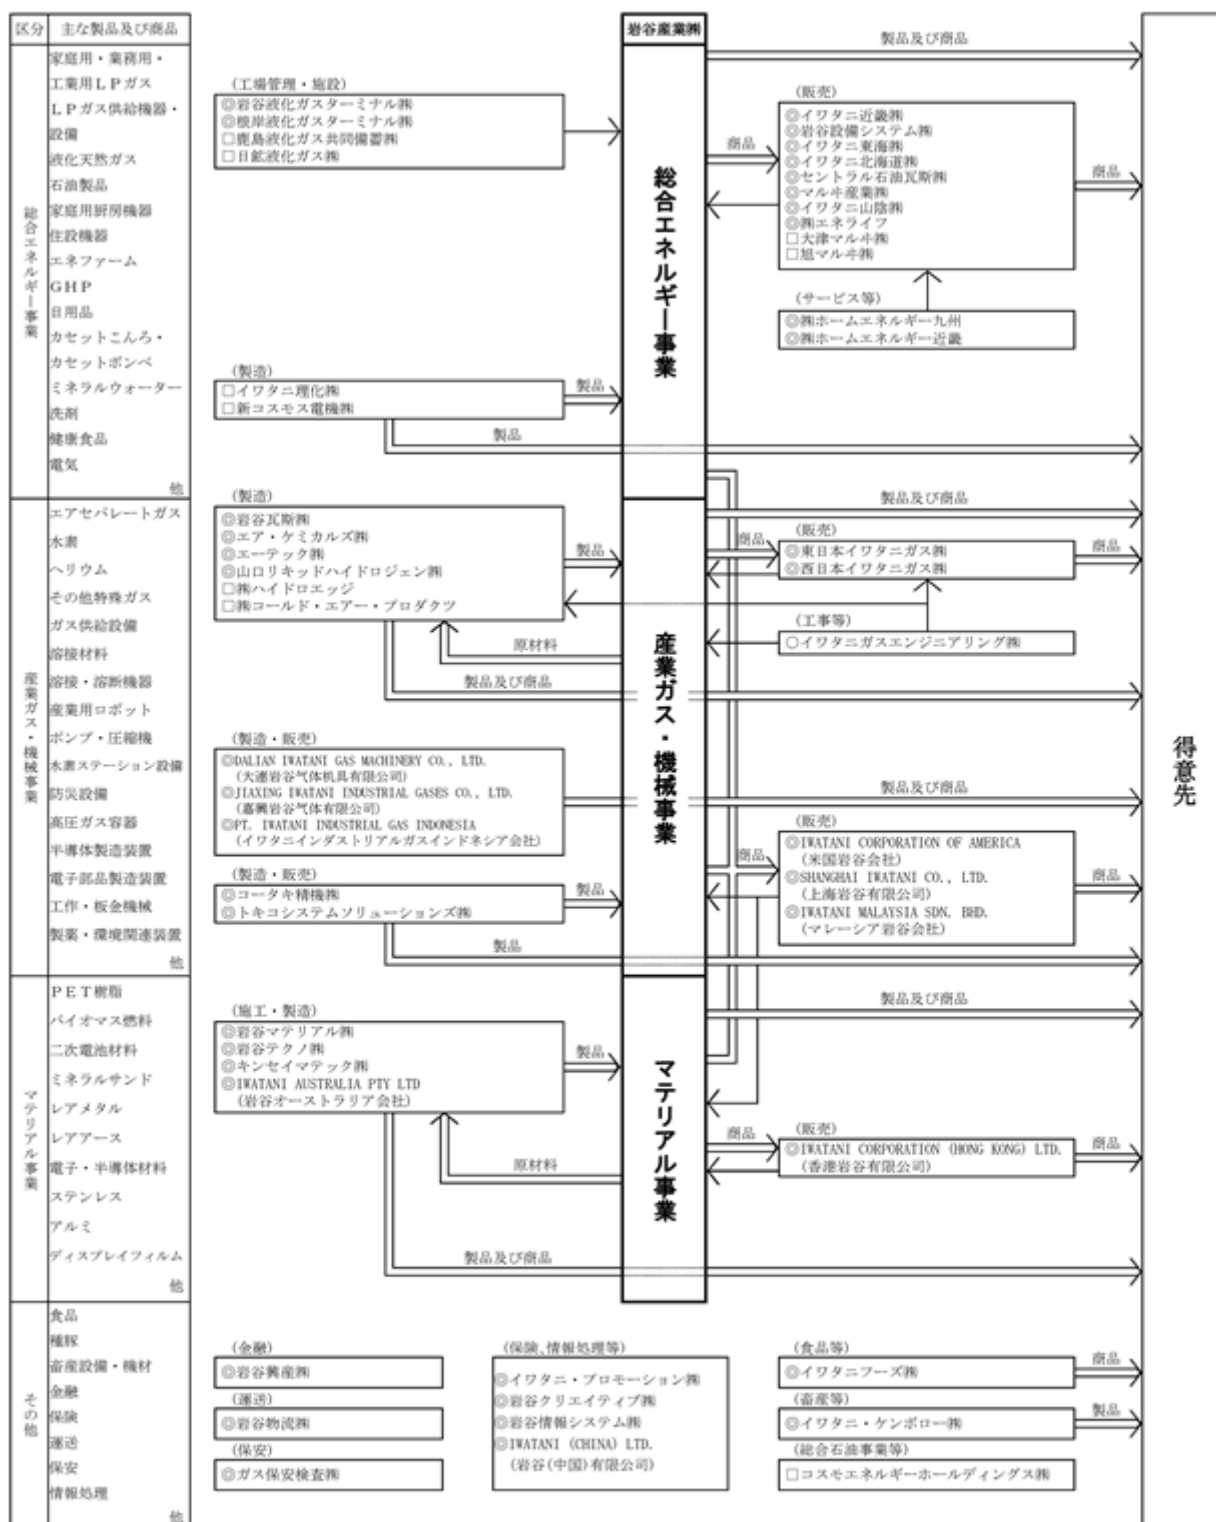 区分
主な製品及び商品
岩谷産業㈱
得意先
総合エネルギー事業
家庭用・業務用・
工業用ＬＰガス
ＬＰガス供給機器・
設備
液化天然ガス
石油製品
家庭用厨房機器
住設機器
エネファーム
ＧＨＰ
日用品
カセットこんろ・
カセットボンベ
ミネラルウォーター
洗剤
健康食品
電気
他
(工場管理・施設)
◎岩谷液化ガスターミナル㈱
◎根岸液化ガスターミナル㈱
□鹿島液化ガス共同備蓄㈱
□日鉱液化ガス㈱
(製造)
□イワタニ理化㈱
□新コスモス電機㈱
製品
製品
総合エネルギー事業
製品及び商品
商品
(販売)
◎イワタニ近畿㈱
◎岩谷設備システム㈱
◎イワタニ東海㈱
◎イワタニ北海道㈱
◎セントラル石油瓦斯㈱
◎マルヰ産業㈱
◎イワタニ山陰㈱
◎㈱エネライフ
□大津マルヰ㈱
□旭マルヰ㈱
商品
(サービス等)
◎㈱ホームエネルギー九州
◎㈱ホームエネルギー近畿
産業ガス・機械事業
エアセパレートガス
水素
ヘリウム
その他特殊ガス
ガス供給設備
溶接材料
溶接・溶断機器
産業用ロボット
ポンプ・圧縮機
水素ステーション設備
防災設備
高圧ガス容器
半導体製造装置
電子部品製造装置
工作・板金機械
製薬・環境関連装置
他
(製造)
◎岩谷瓦斯㈱
◎エア・ケミカルズ㈱
◎エーテック㈱
◎山口リキッドハイドロジェン㈱
□㈱ハイドロエッジ
□㈱コールド・エアー・プロダクツ
製品
原材料
製品及び商品
(製造・販売)
◎DALIAN IWATANI GAS MACHINERY CO., LTD.
(大連岩谷气体机具有限公司)
◎JIAXING IWATANI INDUSTRIAL GASES CO., LTD.
(嘉興岩谷气体有限公司)
◎PT. IWATANI INDUSTRIAL GAS INDONESIA
(イワタニインダストリアルガスインドネシア会社)
(製造・販売)
◎コータキ精機㈱
◎トキコシステムソリューションズ㈱
製品
製品
産業ガス・機械事業
製品及び商品
商品
(販売)
◎東日本イワタニガス㈱
◎西日本イワタニガス㈱
商品
(工事等)
○イワタニガスエンジニアリング㈱
製品及び商品
商品
(販売)
◎IWATANI CORPORATION OF AMERICA
(米国岩谷会社)
◎SHANGHAI IWATANI CO., LTD.
(上海岩谷有限公司)
◎IWATANI MALAYSIA SDN. BHD.
(マレーシア岩谷会社)
商品
マテリアル事業
ＰＥＴ樹脂
バイオマス燃料
二次電池材料
ミネラルサンド
レアメタル
レアアース
電子・半導体材料
ステンレス
アルミ
ディスプレイフィルム
他
(施工・製造)
◎岩谷マテリアル㈱
◎岩谷テクノ㈱
◎キンセイマテック㈱
◎IWATANI AUSTRALIA PTY LTD
(岩谷オーストラリア会社)
製品
原材料
製品及び商品
マテリアル事業
製品及び商品
商品
(販売)
◎IWATANI CORPORATION (HONG KONG) LTD.
(香港岩谷有限公司)
商品
その他
食品
種豚
畜産設備・機材
金融
保険
運送
保安
情報処理
他
(金融)
◎岩谷興産㈱
(運送)
◎岩谷物流㈱
(保安)
◎ガス保安検査㈱
(保険、情報処理等)
◎イワタニ・プロモーション㈱
◎岩谷クリエイティブ㈱
◎岩谷情報システム㈱
◎IWATANI (CHINA) LTD.
(岩谷(中国)有限公司)
(食品等)
◎イワタニフーズ㈱
商品
(畜産等)
◎イワタニ・ケンボロー㈱
製品
(総合石油事業等)
□コスモエネルギーホールディングス㈱